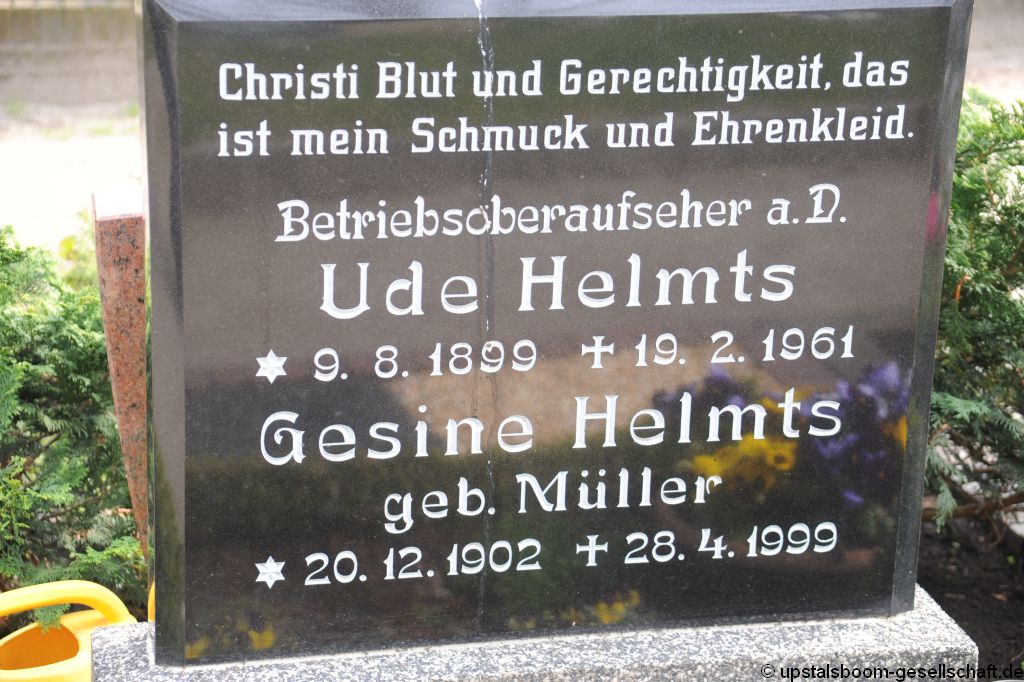 Christi Blut und Gerechtigkeit, das
ist mein Schmuck und Ehrenkleid.
Betriebsoberaufseher a. D.
Ude Helmts
* 9. 8. 1899 ✝ 19. 2. 1961
Gesine Helmts
geb. Müller
* 20. 12. 1902 ✝ 28. 4. 1999
© upstalsboom-gesellschaft.de